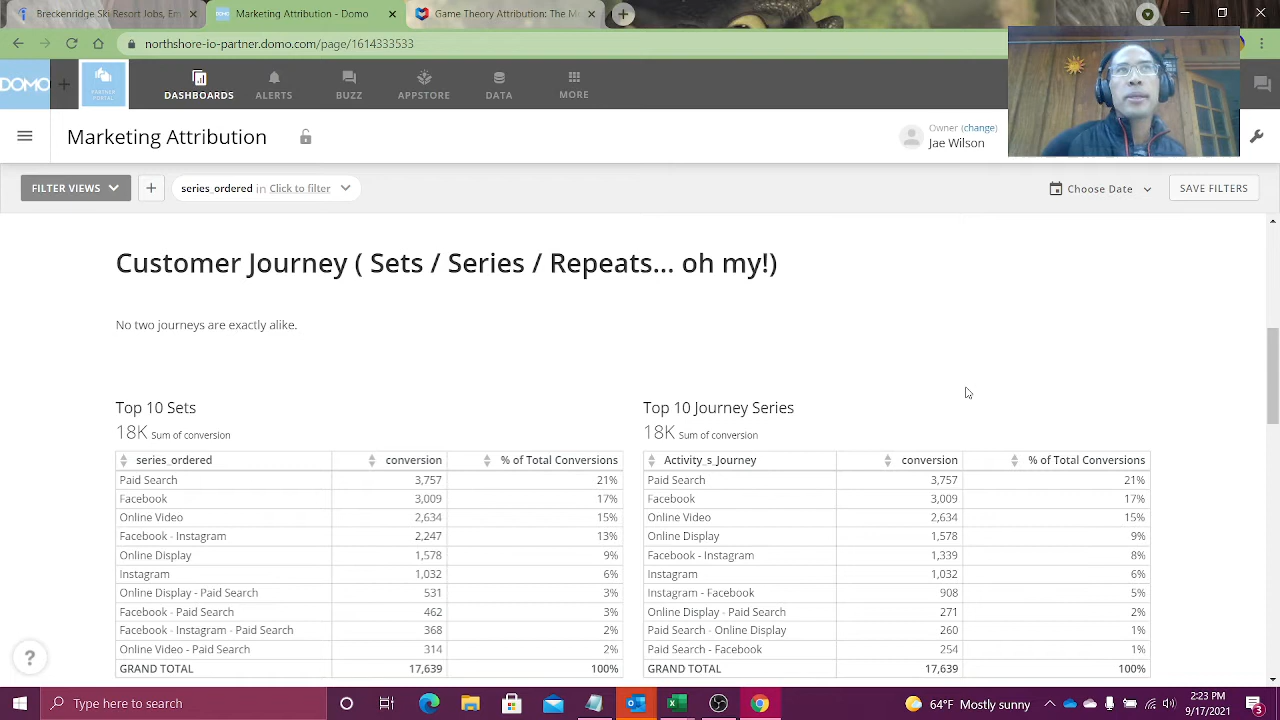 Breckenridge Ski
Marketing Attribution - Domo
Game Theory Attribution: The M
northshore-io-partner.domo.com/page/1614333533
DOMO
PARTNER PORTAL
DASHBOARDS
ALERTS
BUZZ
APPSTORE
DATA
MORE
Marketing Attribution
Owner (change)
Jae Wilson
FILTER VIEWS
series_ordered in Click to filter
Choose Date
SAVE FILTERS
Customer Journey ( Sets / Series / Repeats... oh my!)
No two journeys are exactly alike.
Top 10 Sets
18K Sum of conversion
series_ordered conversion % of Total Conversions
Paid Search 3,757 21%
Facebook 3,009 17%
Online Video 2,634 15%
Facebook - Instagram 2,247 13%
Online Display 1,578 9%
Instagram 1,032 6%
Online Display - Paid Search 531 3%
Facebook - Paid Search 462 3%
Facebook - Instagram - Paid Search 368 2%
Online Video - Paid Search 314 2%
GRAND TOTAL 17,639 100%
Top 10 Journey Series
18K Sum of conversion
Activity_s_Journey conversion % of Total Conversions
Paid Search 3,757 21%
Facebook 3,009 17%
Online Video 2,634 15%
Online Display 1,578 9%
Facebook - Instagram 1,339 8%
Instagram 1,032 6%
Instagram - Facebook 908 5%
Online Display - Paid Search 271 2%
Paid Search - Online Display 260 1%
Paid Search - Facebook 254 1%
GRAND TOTAL 17,639 100%
?
Type here to search
64°F Mostly sunny
2:23 PM
9/17/2021
3